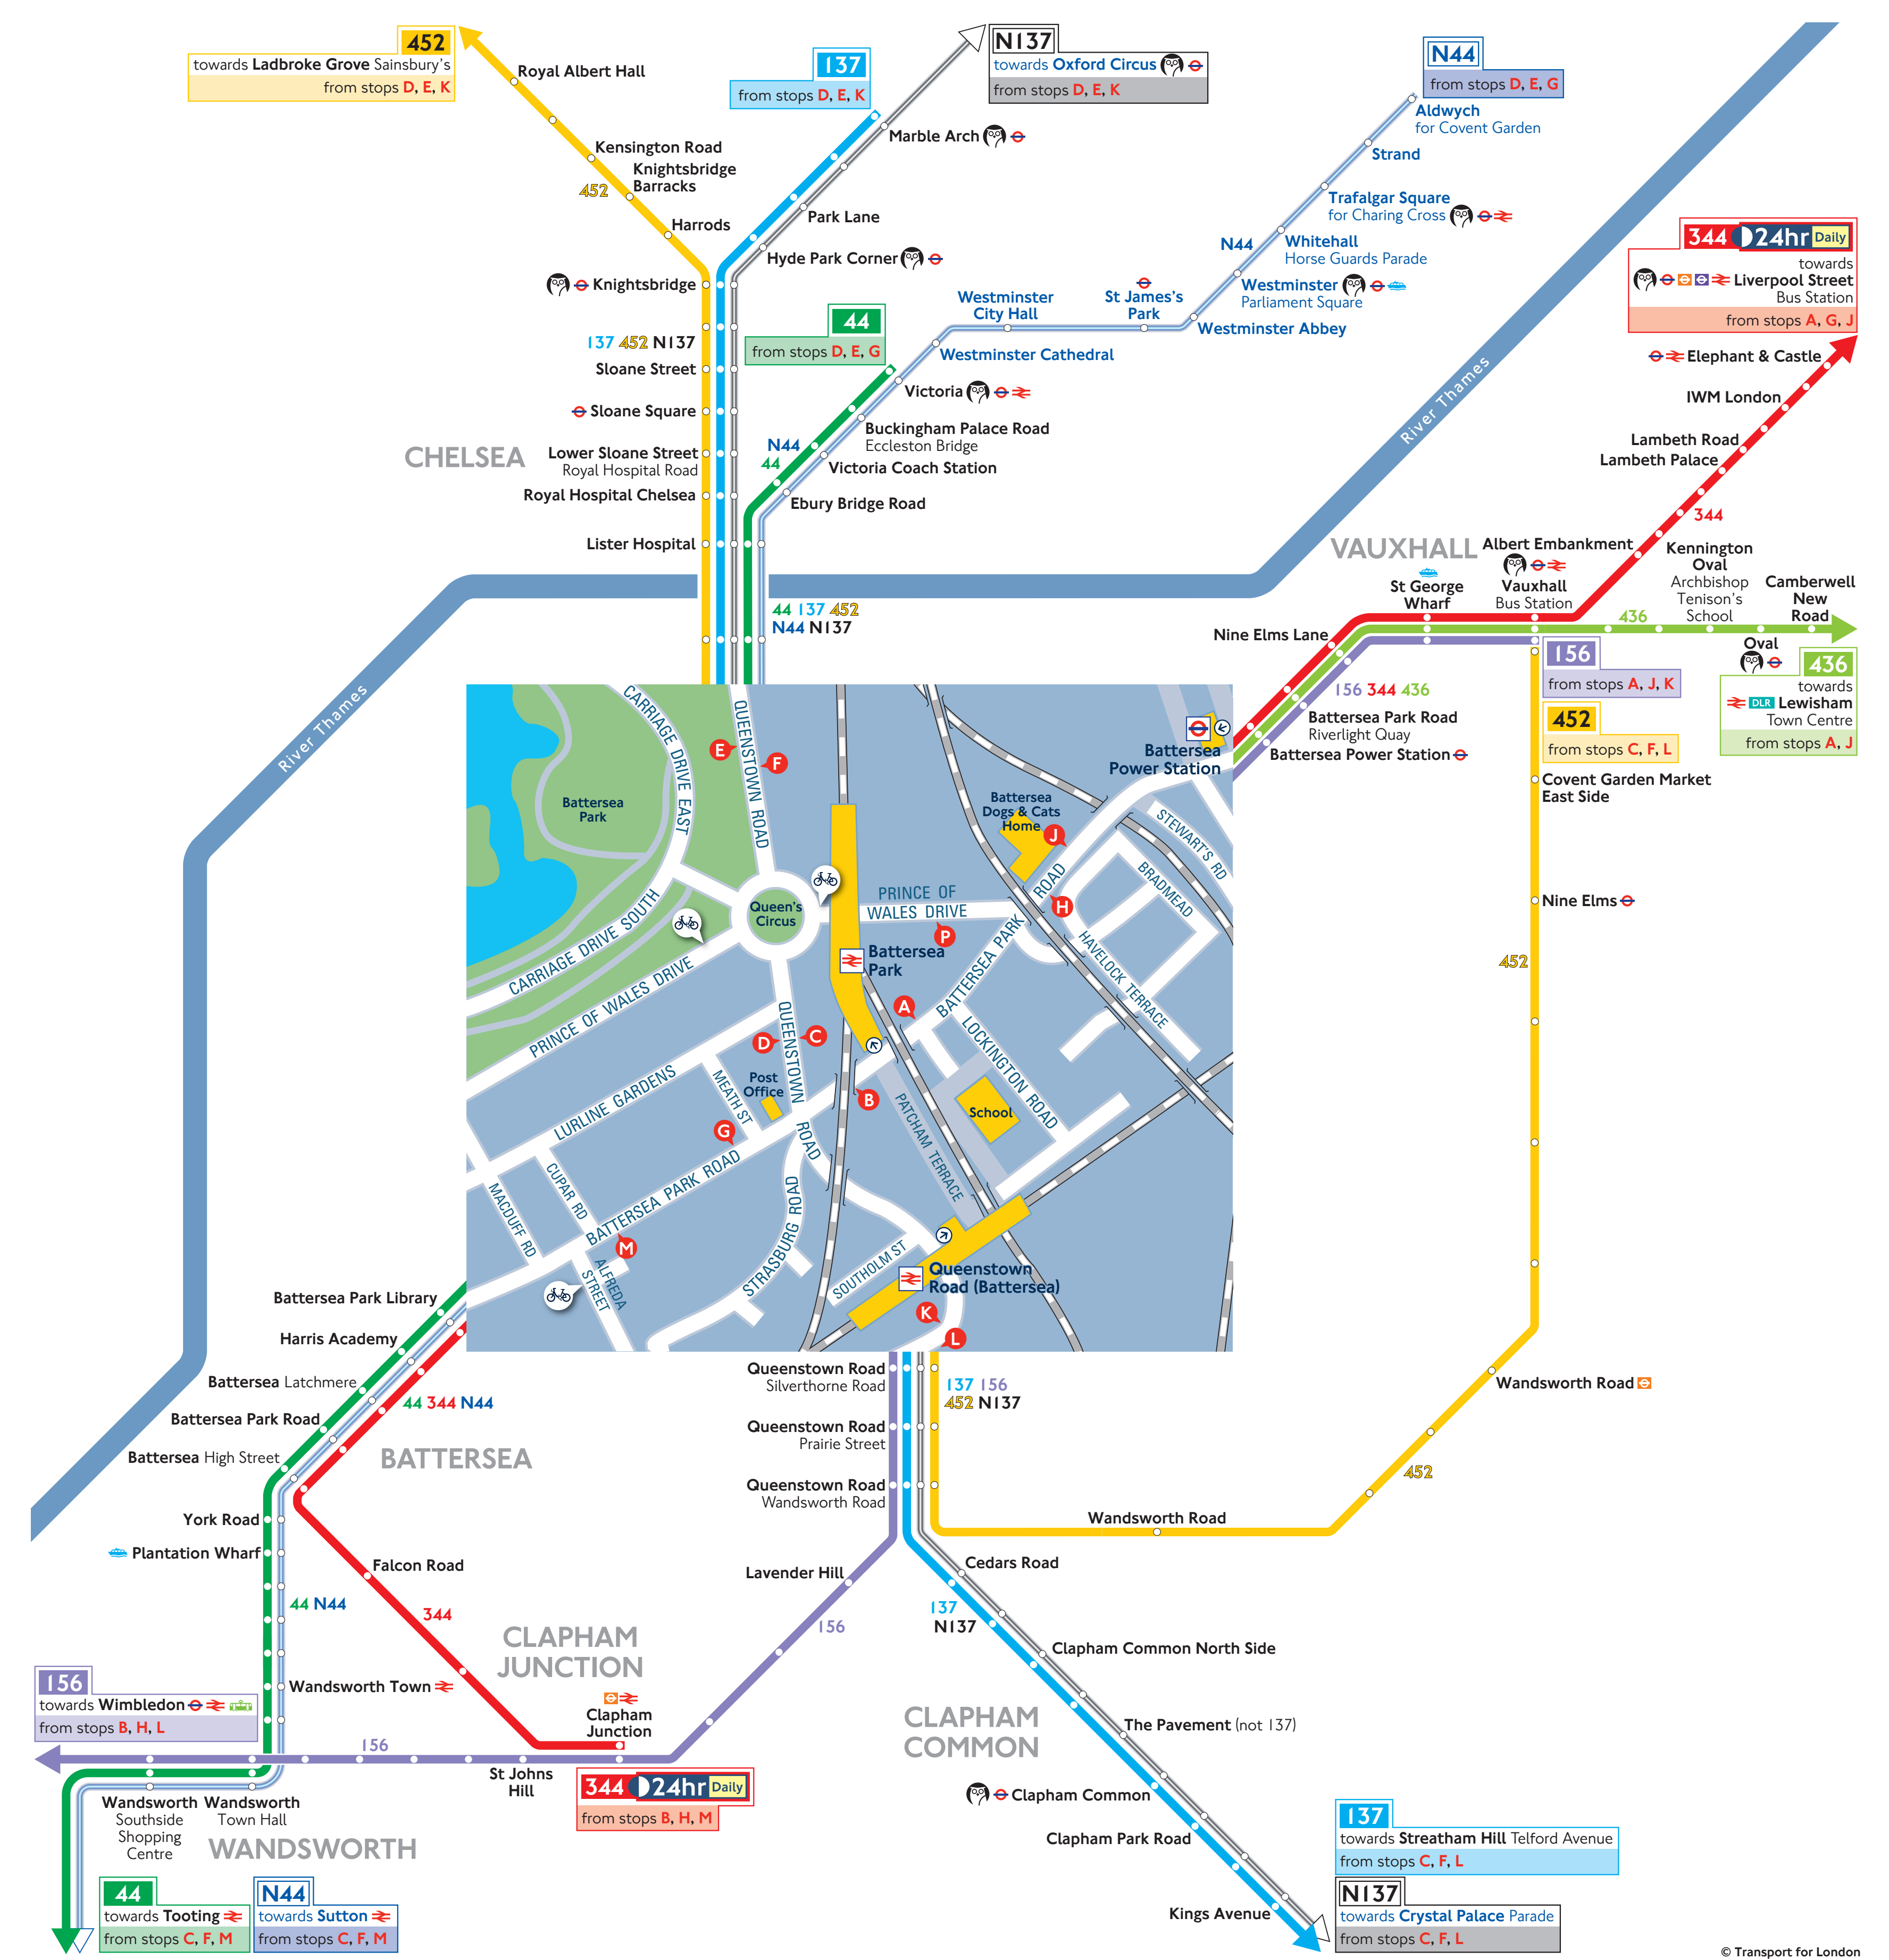 452
towards Ladbroke Grove Sainsbury's
from stops D, E, K
Royal Albert Hall
Kensington Road
Knightsbridge
Barracks
452
Harrods
Knightsbridge
137
from stops D, E, K
N137
towards Oxford Circus
from stops D, E, K
Marble Arch
Park Lane
Hyde Park Corner
N44
from stops D, E, G
Aldwych
for Covent Garden
Strand
Trafalgar Square
for Charing Cross
N44
Whitehall
Horse Guards Parade
Westminster
Parliament Square
Westminster Abbey
St James's
Park
Westminster
City Hall
Westminster Cathedral
44
from stops D, E, G
Victoria
Buckingham Palace Road
Eccleston Bridge
N44
44
Victoria Coach Station
Ebury Bridge Road
137 452 N137
Sloane Street
Sloane Square
CHELSEA
Lower Sloane Street
Royal Hospital Road
Royal Hospital Chelsea
Lister Hospital
44 137 452
N44 N137
River Thames
River Thames
344 24hr Daily
towards
Liverpool Street
Bus Station
from stops A, G, J
Elephant & Castle
IWM London
Lambeth Road
Lambeth Palace
344
Albert Embankment
VAUXHALL
St George
Wharf
Vauxhall
Bus Station
Kennington
Oval
Archbishop
Tenison's
School
Camberwell
New
Road
436
Oval
Nine Elms Lane
156 344 436
Battersea Park Road
Riverlight Quay
Battersea Power Station
156
from stops A, J, K
452
from stops C, F, L
436
towards
DLR Lewisham
Town Centre
from stops A, J
Covent Garden Market
East Side
Nine Elms
452
Wandsworth Road
452
Wandsworth Road
CARRIAGE DRIVE EAST
QUEENSTOWN ROAD
E
F
Battersea
Park
Battersea
Power Station
Battersea
Dogs & Cats
Home
J
STEWART'S RD
BRADMEAD
ROAD
H
Queen's
Circus
PRINCE OF
WALES DRIVE
P
CARRIAGE DRIVE SOUTH
PRINCE OF WALES DRIVE
Battersea
Park
BATTERSEA PARK
HAVELOCK TERRACE
A
LOCKINGTON ROAD
QUEENSTOWN
ROAD
D
C
LURLINE GARDENS
MEATH ST
Post
Office
B
School
PATCHAM TERRACE
G
CUPAR RD
MACDUFF RD
BATTERSEA PARK ROAD
M
ALFREDA
STREET
STRASBURG ROAD
SOUTHOLM ST
Queenstown
Road (Battersea)
K
L
Battersea Park Library
Harris Academy
Battersea Latchmere
Battersea Park Road
Battersea High Street
44 344 N44
BATTERSEA
York Road
Plantation Wharf
44 N44
Falcon Road
344
CLAPHAM
JUNCTION
Wandsworth Town
Clapham
Junction
156
towards Wimbledon
from stops B, H, L
156
St Johns
Hill
344 24hr Daily
from stops B, H, M
Wandsworth
Southside
Shopping
Centre
Wandsworth
Town Hall
WANDSWORTH
44
towards Tooting
from stops C, F, M
N44
towards Sutton
from stops C, F, M
Queenstown Road
Silverthorne Road
137 156
452 N137
Queenstown Road
Prairie Street
Queenstown Road
Wandsworth Road
Lavender Hill
156
Cedars Road
137
N137
Clapham Common North Side
CLAPHAM
COMMON
The Pavement (not 137)
Clapham Common
Clapham Park Road
Kings Avenue
137
towards Streatham Hill Telford Avenue
from stops C, F, L
N137
towards Crystal Palace Parade
from stops C, F, L
© Transport for London